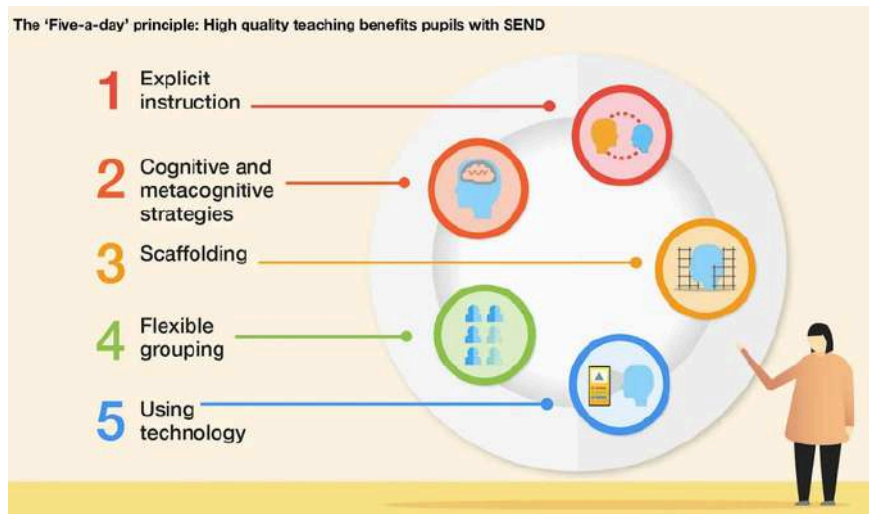 The ‘Five-a-day’ principle: High quality teaching benefits pupils with SEND
1 Explicit
instruction
2 Cognitive and
metacognitive
strategies
3 Scaffolding
4 Flexible
grouping
5 Using
technology